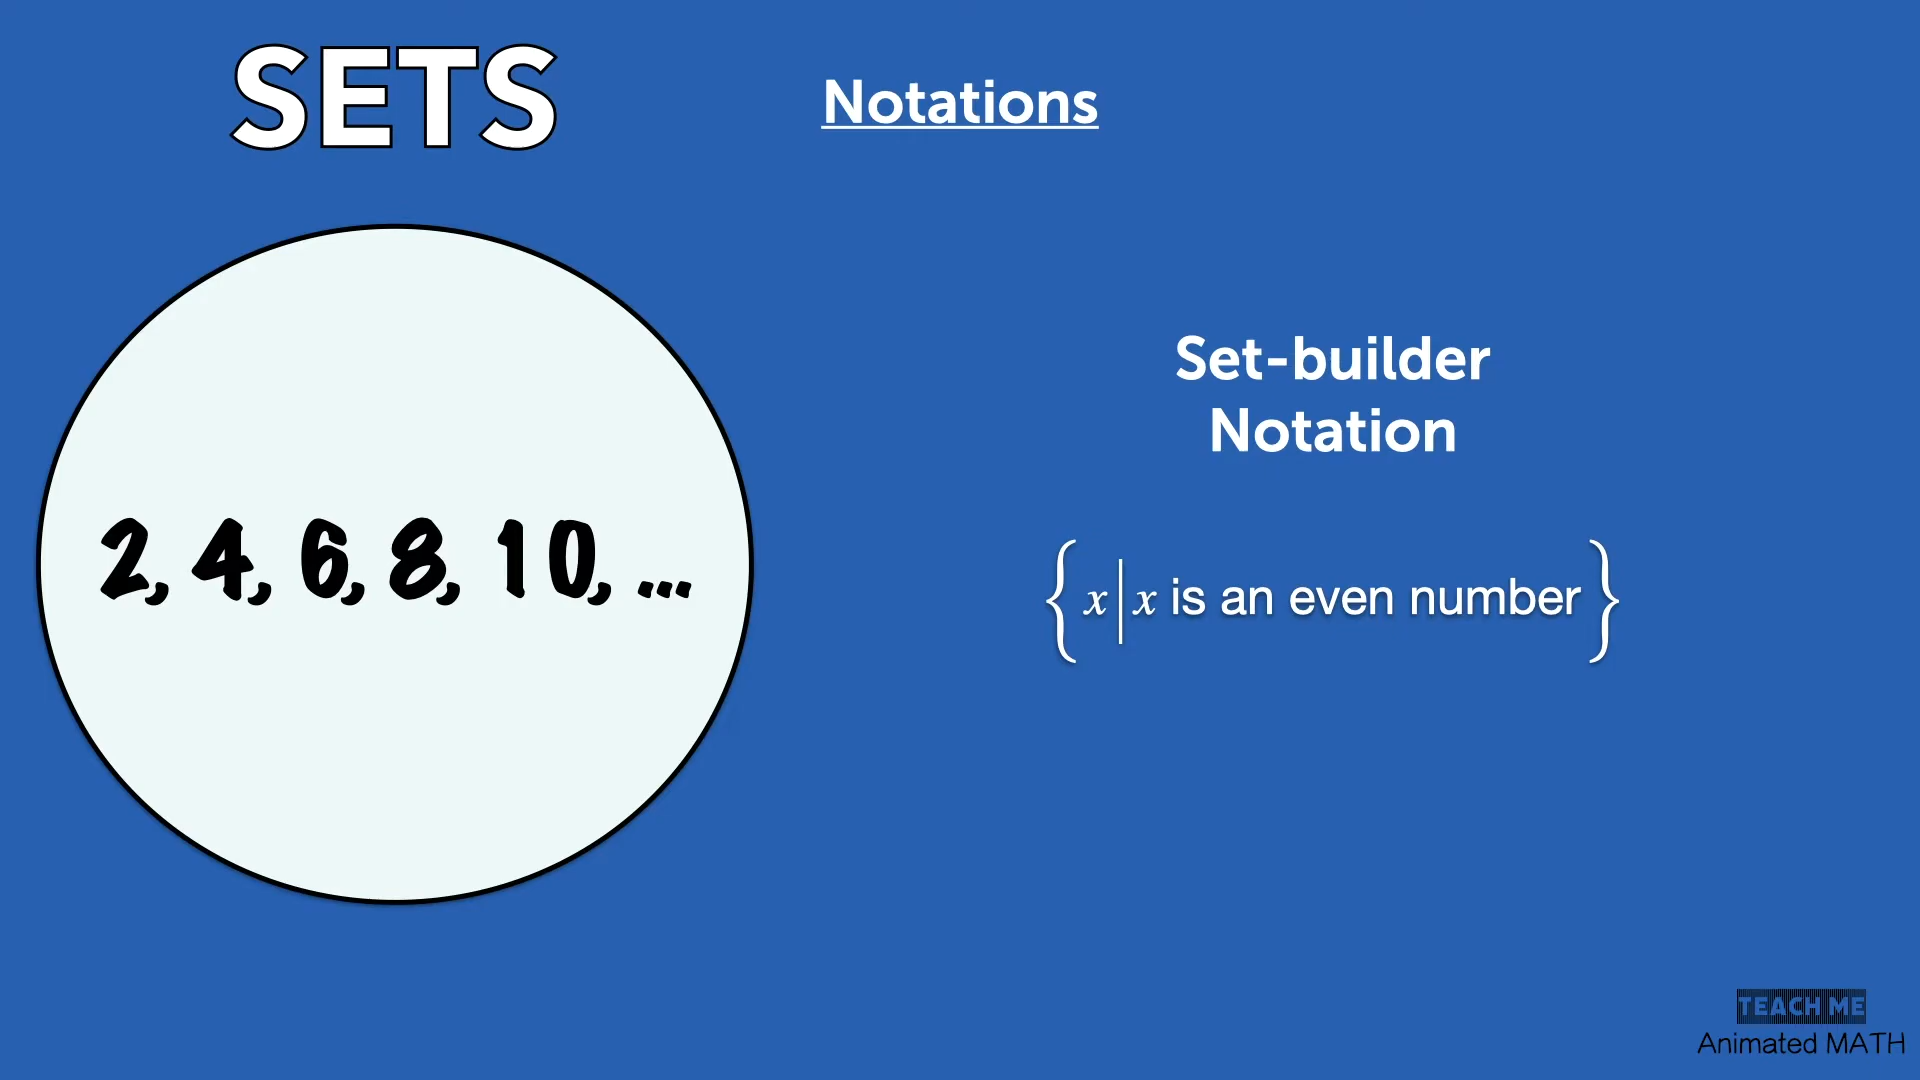 SETS
Notations
2, 4, 6, 8, 10, ...
Set-builder
Notation
{x|x is an even number}
TEACH ME
Animated MATH